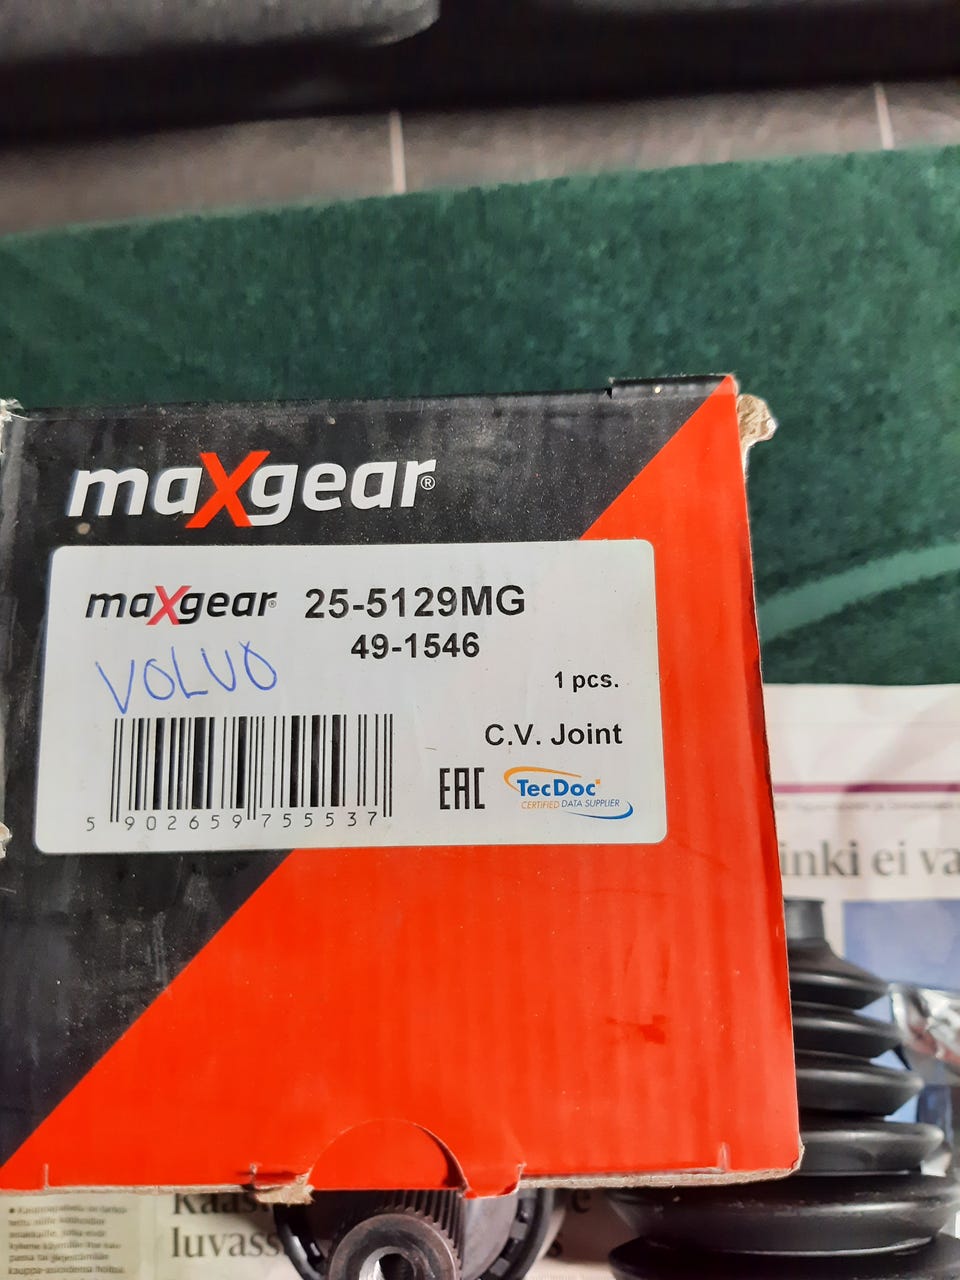 maXgear®
maXgear® 25-5129MG
49-1546
VOLVO
1 pcs.
C.V. Joint
EAC
TecDoc
CERTIFIED DATA SUPPLIER
5 902659 755537
inki ei va
luvass